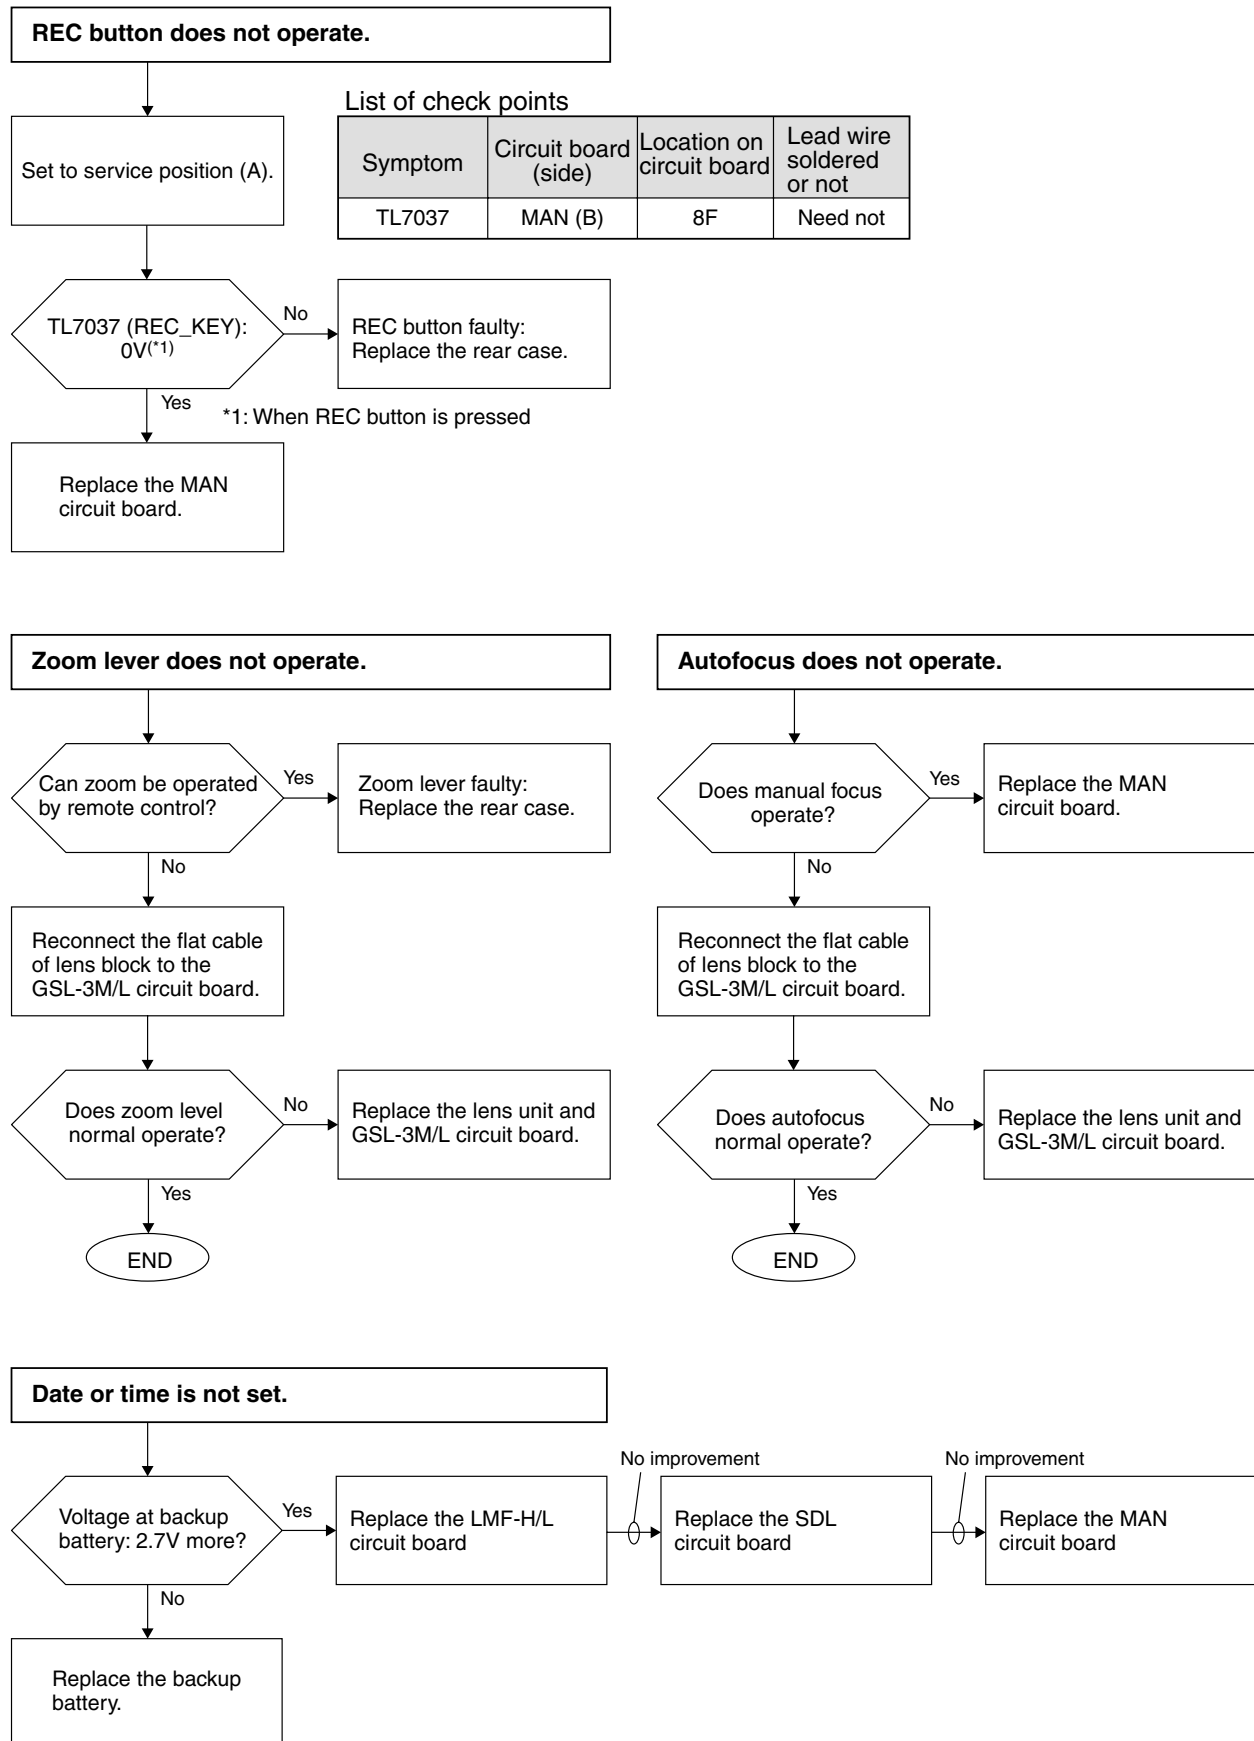 REC button does not operate.
Set to service position (A).
List of check points
Symptom
Circuit board
(side)
Location on
circuit board
Lead wire
soldered
or not
TL7037
MAN (B)
8F
Need not
TL7037 (REC_KEY):
0V(*1)
No
REC button faulty:
Replace the rear case.
Yes
*1: When REC button is pressed
Replace the MAN
circuit board.
Zoom lever does not operate.
Can zoom be operated
by remote control?
Yes
Zoom lever faulty:
Replace the rear case.
No
Reconnect the flat cable
of lens block to the
GSL-3M/L circuit board.
Does zoom level
normal operate?
No
Replace the lens unit and
GSL-3M/L circuit board.
Yes
END
Autofocus does not operate.
Does manual focus
operate?
Yes
Replace the MAN
circuit board.
No
Reconnect the flat cable
of lens block to the
GSL-3M/L circuit board.
Does autofocus
normal operate?
No
Replace the lens unit and
GSL-3M/L circuit board.
Yes
END
Date or time is not set.
Voltage at backup
battery: 2.7V more?
Yes
Replace the LMF-H/L
circuit board
No improvement
Replace the SDL
circuit board
No improvement
Replace the MAN
circuit board
No
Replace the backup
battery.